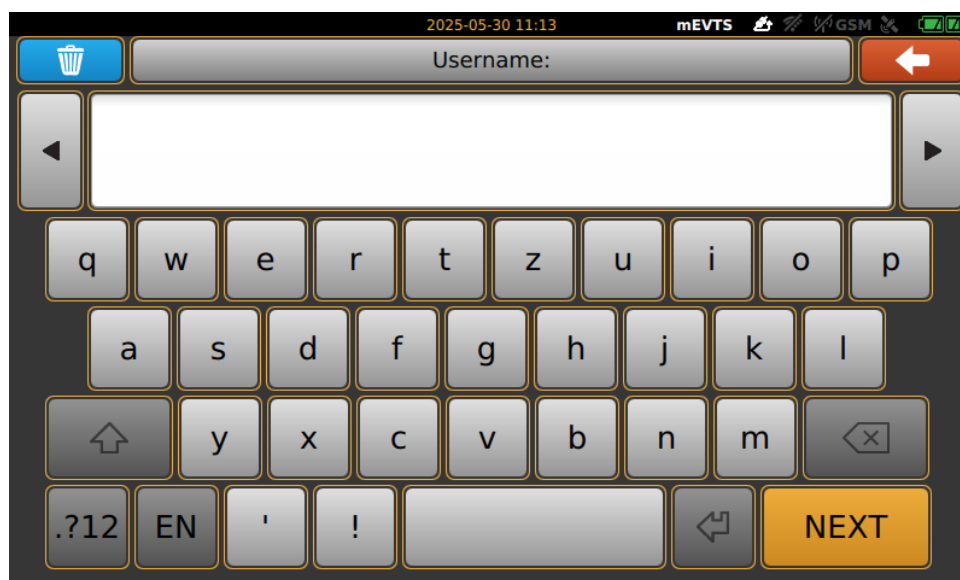 2025-05-30 11:13 mEVTS GSM
Username:
q w e r t z u i o p
a s d f g h j k l
y x c v b n m
.?12 EN ' ! NEXT